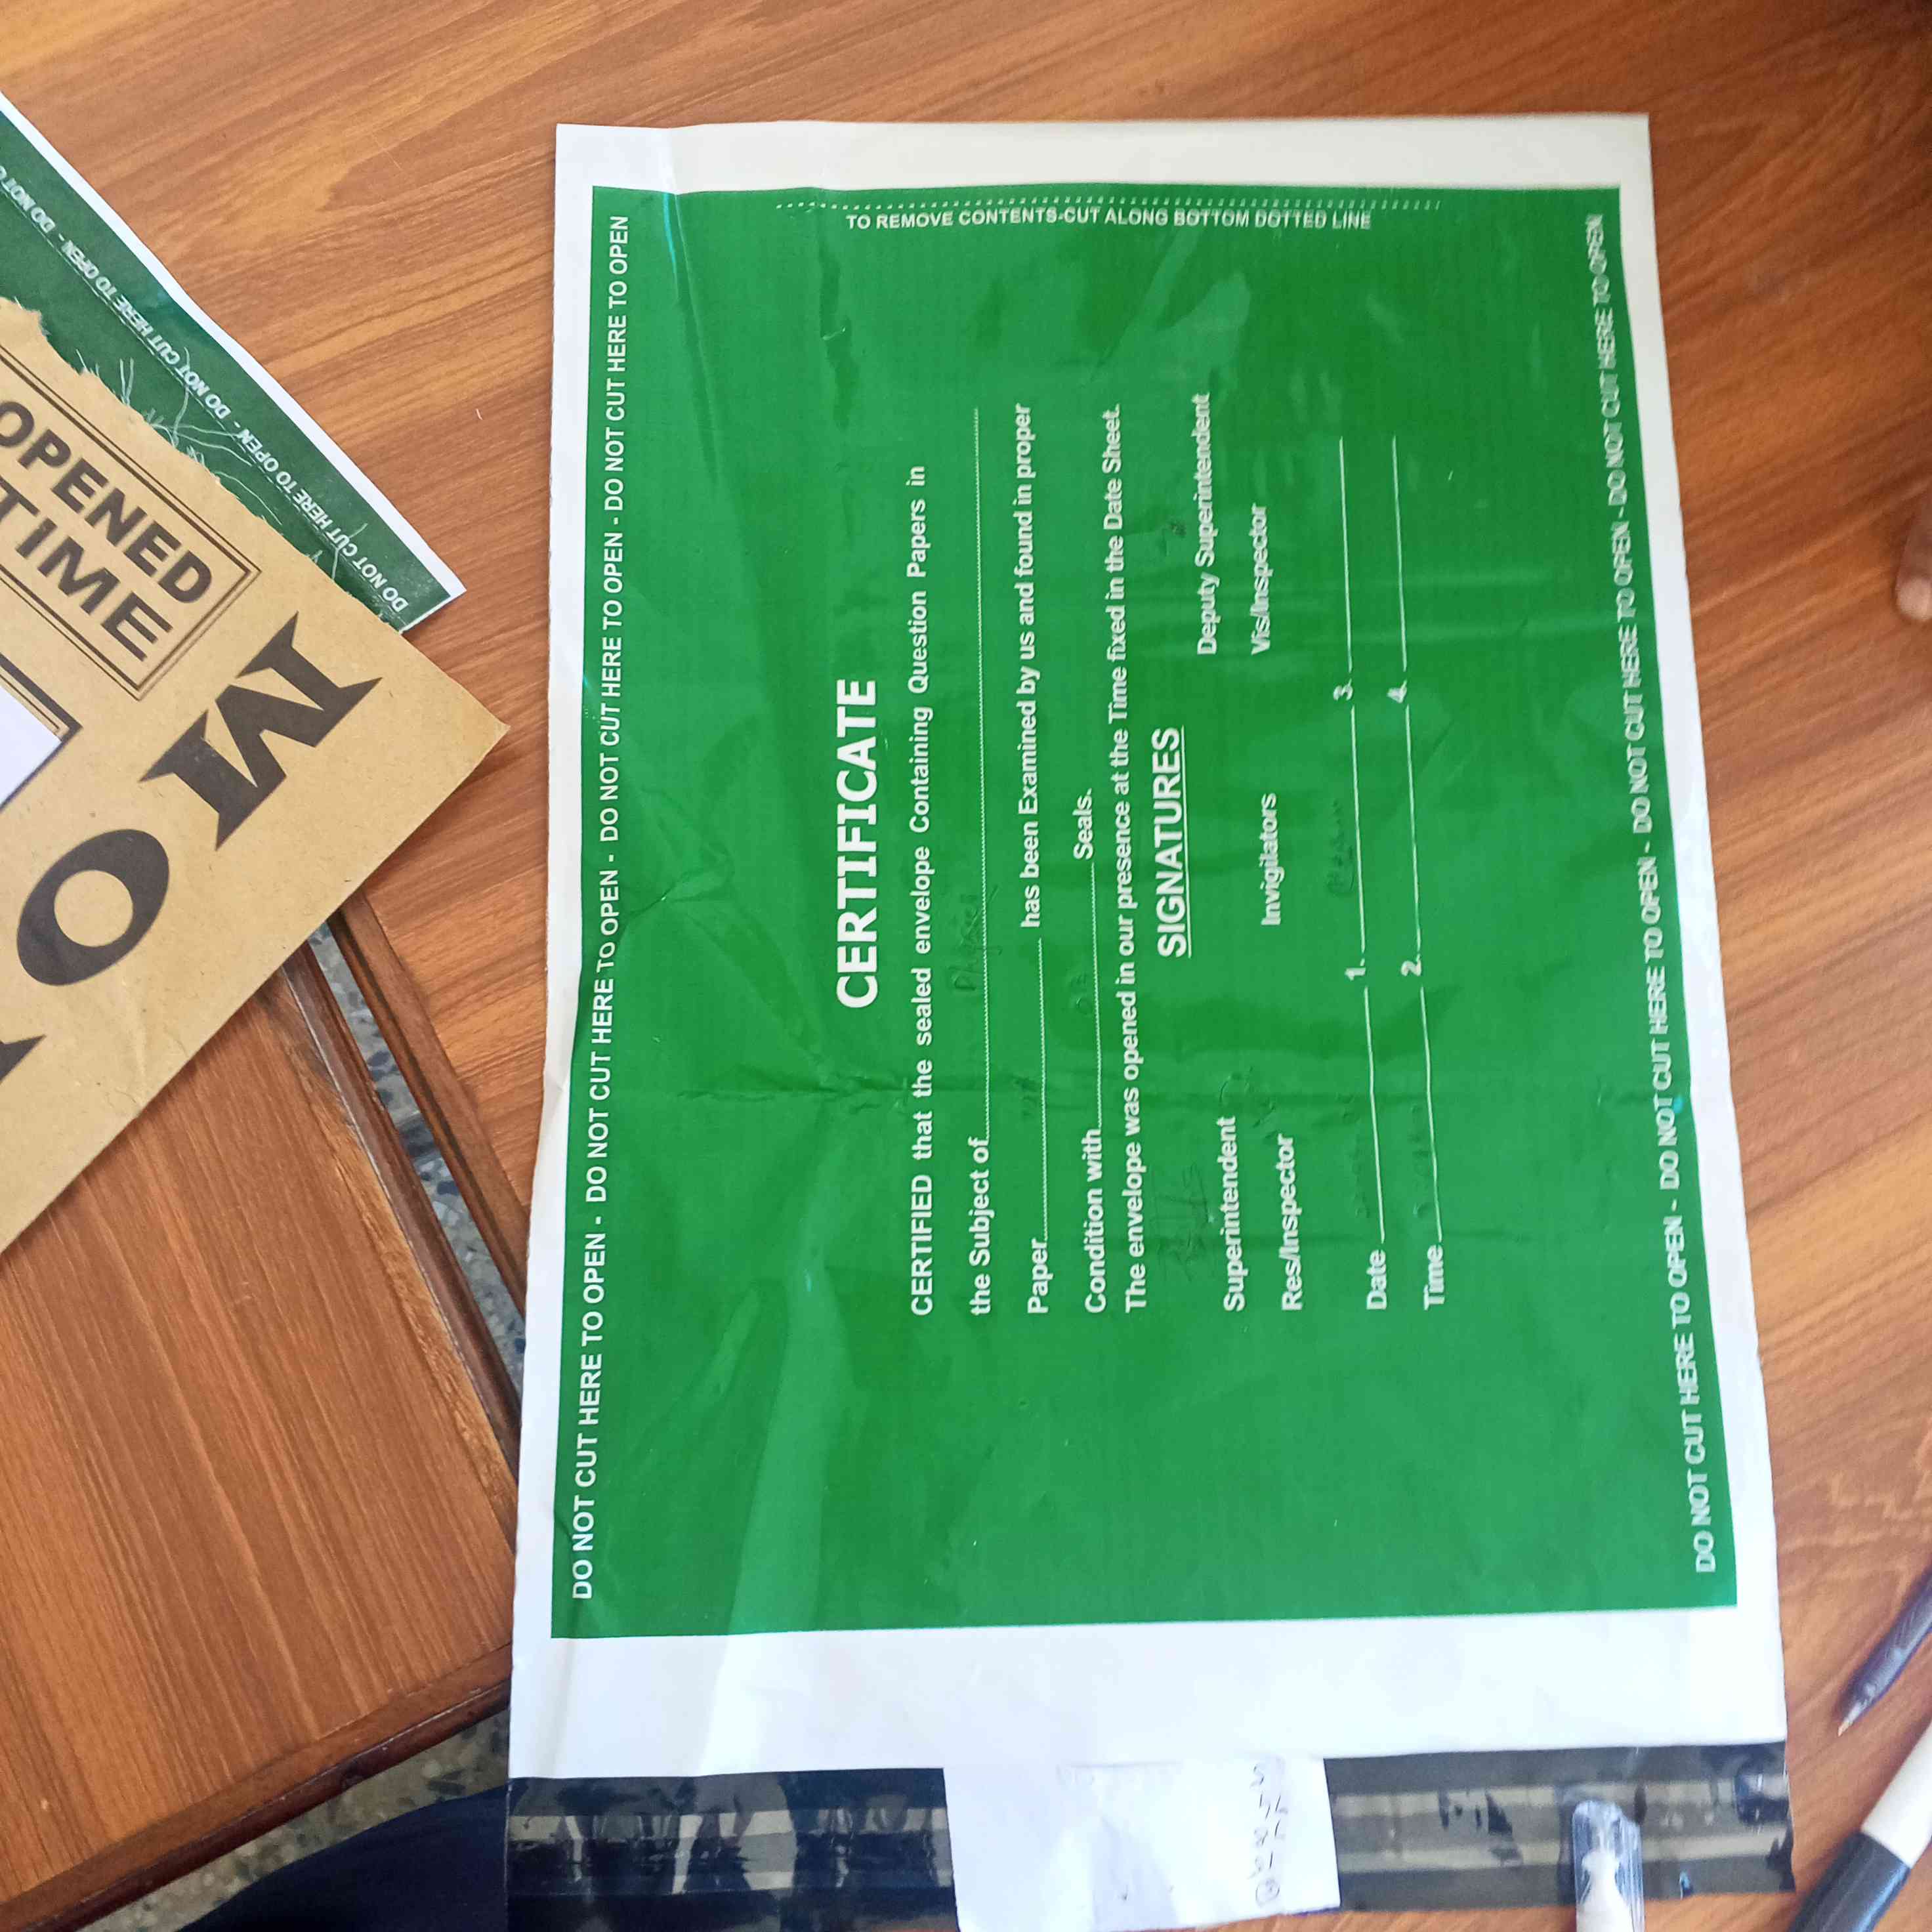 DO NOT CUT HERE TO OPEN - DO NOT CUT HERE TO OPEN - DO NOT CUT HERE TO OPEN - DO NOT CUT HERE TO OPEN - DO NOT CUT HERE TO OPEN
CERTIFICATE
CERTIFIED that the sealed envelope Containing Question Papers in
the Subject of Physics
Paper has been Examined by us and found in proper
Condition with Seals.
The envelope was opened in our presence at the Time fixed in the Date Sheet.
SIGNATURES
Superintendent Deputy Superintendent
Res/Inspector Invigilators Vis/Inspector
Date 1. 3.
Time 2. 4.
DO NOT CUT HERE TO OPEN - DO NOT CUT HERE TO OPEN - DO NOT CUT HERE TO OPEN - DO NOT CUT HERE TO OPEN - DO NOT CUT HERE TO OPEN
TO REMOVE CONTENTS-CUT ALONG BOTTOM DOTTED LINE
OPENED
TIME
DO NOT CUT HERE TO OPEN - DO NOT CUT HERE TO OPEN - DO NOT